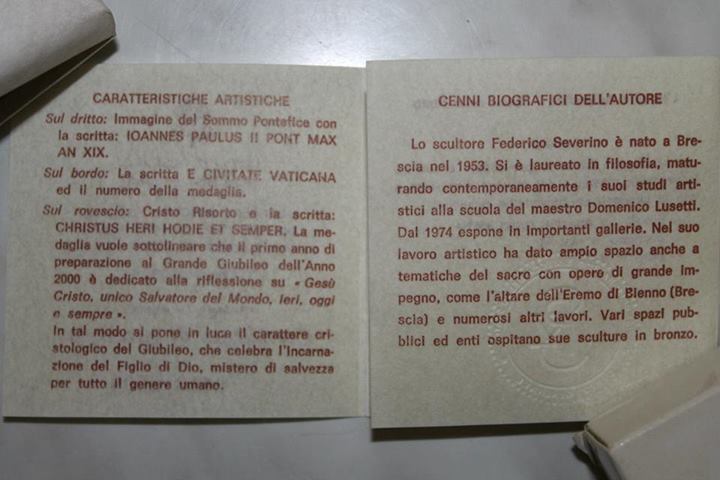 CARATTERISTICHE ARTISTICHE
Sul dritto: Immagine del Sommo Pontefice con
la scritta: IOANNES PAULUS II PONT MAX
AN XIX.
Sul bordo: La scritta E CIVITATE VATICANA
ed il numero della medaglia.
Sul rovescio: Cristo Risorto e la scritta:
CHRISTUS HERI HODIE ET SEMPER. La me-
daglia vuole sottolineare che il primo anno di
preparazione al Grande Giubileo dell'Anno
2000 è dedicato alla riflessione su « Gesù
Cristo, unico Salvatore del Mondo, ieri, oggi
e sempre ».
In tal modo si pone in luce il carattere cri-
stologico del Giubileo, che celebra l'Incarna-
zione del Figlio di Dio, mistero di salvezza
per tutto il genere umano.
CENNI BIOGRAFICI DELL'AUTORE
Lo scultore Federico Severino è nato a Bre-
scia nel 1953. Si è laureato in filosofia, matu-
rando contemporaneamente i suoi studi arti-
stici alla scuola del maestro Domenico Lusetti.
Dal 1974 espone in importanti gallerie. Nel suo
lavoro artistico ha dato ampio spazio anche a
tematiche del sacro con opere di grande im-
pegno, come l'altare dell'Eremo di Bienno (Bre-
scia) e numerosi altri lavori. Vari spazi pub-
blici ed enti ospitano sue sculture in bronzo.